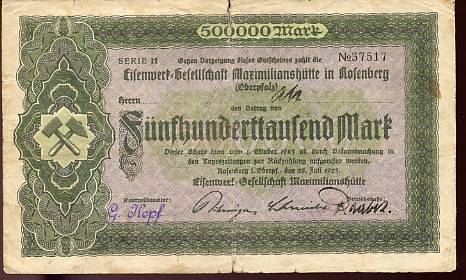 500000 Mark
SERIE H Gegen Vorzeigung dieses Gutscheines zahlt die №37517
Eisenwerk-Gesellschaft Maximilianshütte in Rosenberg
(Oberpfalz)
Herrn
den Betrag von
Fünfhunderttausend Mark
Dieser Schein kann vom 1. Oktober 1923 ab durch Bekanntmachung in
den Tageszeitungen zur Rückzahlung aufgerufen werden.
Rosenberg i. Oberpf., den 28. Juli 1923.
Eisenwerk-Gesellschaft Maximilianshütte
Kontrollbeamter:
G. Kopf